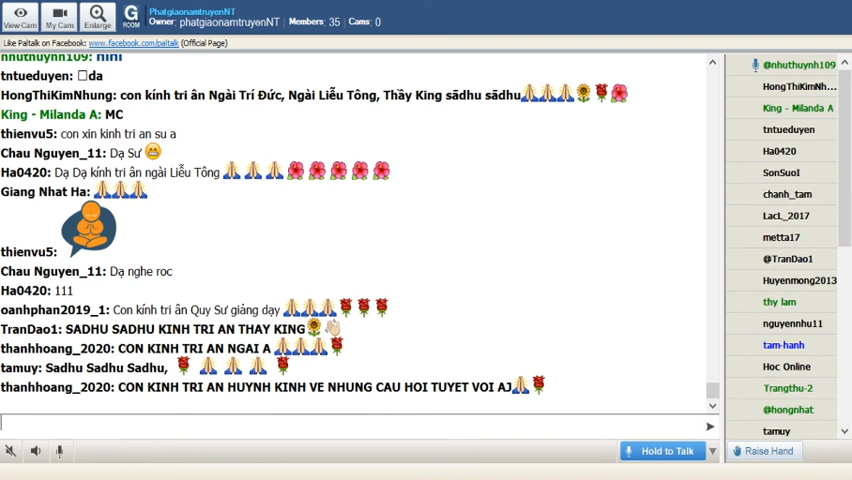 View Cam
My Cam
Enlarge
G
ROOM
PhatgiaonamtruyenNT
Owner: phatgiaonamtruyenNT Members: 35 Cams: 0
Like Paltalk on Facebook: www.facebook.com/paltalk (Official Page)
nhuthuynh109: hihi
tntueduyen: da
HongThiKimNhung: con kính tri ân Ngài Trí Đức, Ngài Liễu Tông, Thầy King sādhu sādhu
King - Milanda A: MC
thienvu5: con xin kinh tri an su a
Chau Nguyen_11: Dạ Sư
Ha0420: Dạ Dạ kính tri ân ngài Liễu Tông
Giang Nhat Ha:
thienvu5:
Chau Nguyen_11: Dạ nghe roc
Ha0420: 111
oanhphan2019_1: Con kính tri ân Quy Sư giảng dạy
TranDao1: SADHU SADHU KINH TRI AN THAY KING
thanhhoang_2020: CON KINH TRI AN NGAI A
tamuy: Sadhu Sadhu Sadhu,
thanhhoang_2020: CON KINH TRI AN HUYNH KINH VE NHUNG CAU HOI TUYET VOI AJ
Hold to Talk
@nhuthuynh109
HongThiKimNh...
King - Milanda A
tntueduyen
Ha0420
SonSuoI
chanh_tam
LacL_2017
metta17
@TranDao1
Huyenmong2013
thy lam
nguyennhu11
tam-hanh
Hoc Online
Trangthu-2
@hongnhat
tamuy
Raise Hand